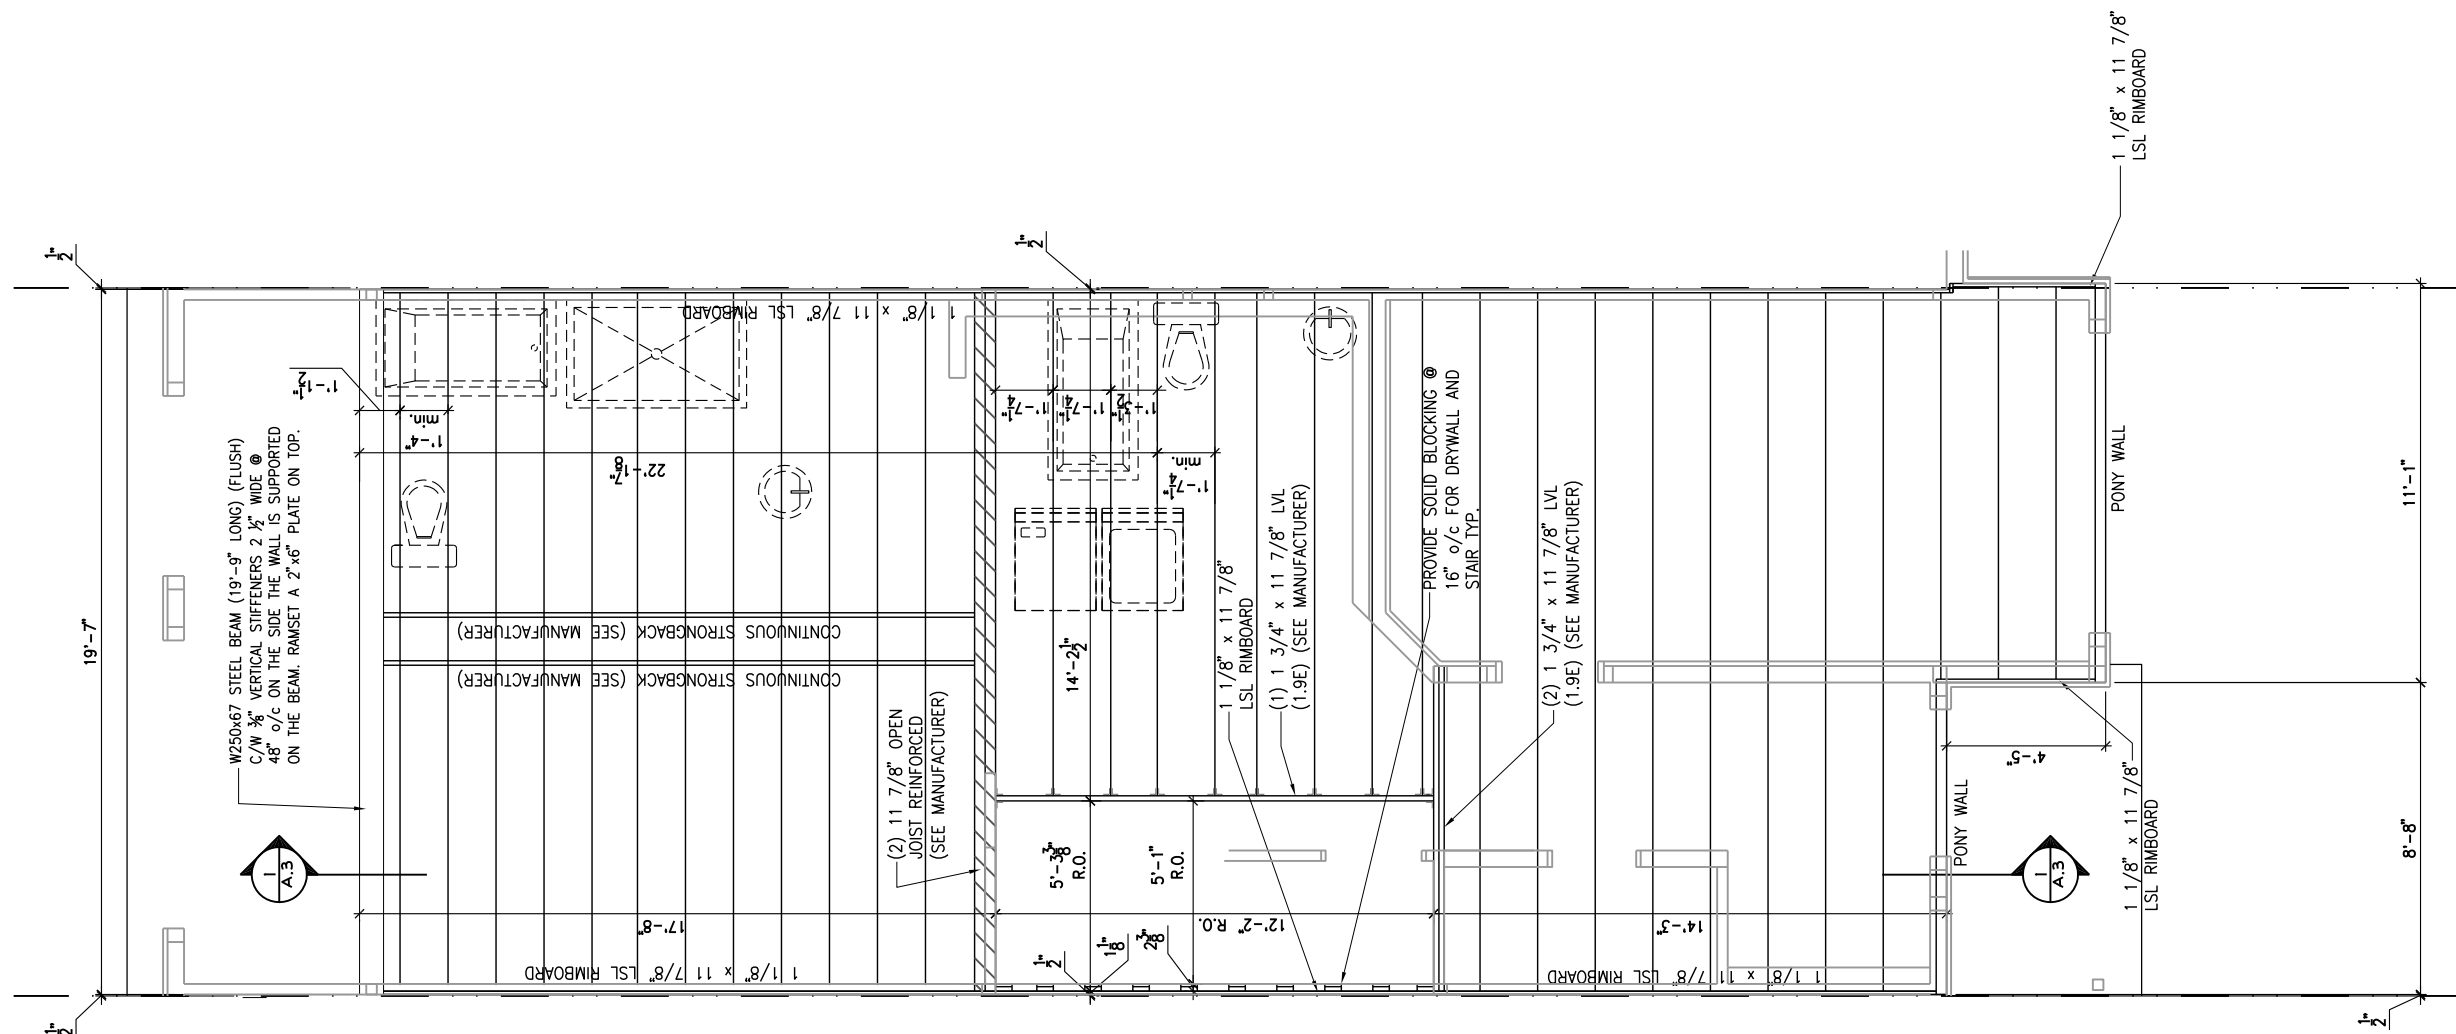 1 1/8" x 11 7/8"
LSL RIMBOARD
1"
2
1"
2
19'-7"
W250x67 STEEL BEAM (19'-9" LONG) (FLUSH)
C/W 3/8" VERTICAL STIFFENERS 2 1/2" WIDE @
48" o/c ON THE SIDE THE WALL IS SUPPORTED
ON THE BEAM. RAMSET A 2"x6" PLATE ON TOP.
1'-1 1/2"
1'-4"
min.
22'-1 7/8"
1 1/8" x 11 7/8" LSL RIMBOARD
1'-7 1/4"
1'-7 1/4"
1'-3 1/2"
1'-7 1/4"
min.
CONTINUOUS STRONGBACK (SEE MANUFACTURER)
CONTINUOUS STRONGBACK (SEE MANUFACTURER)
(2) 11 7/8" OPEN
JOIST REINFORCED
(SEE MANUFACTURER)
14'-2 1/2"
1 1/8" x 11 7/8"
LSL RIMBOARD
(1) 1 3/4" x 11 7/8" LVL
(1.9E) (SEE MANUFACTURER)
PROVIDE SOLID BLOCKING @
16" o/c FOR DRYWALL AND
STAIR TYP.
(2) 1 3/4" x 11 7/8" LVL
(1.9E) (SEE MANUFACTURER)
PONY WALL
11'-1"
4'-5"
PONY WALL
1 1/8" x 11 7/8"
LSL RIMBOARD
8'-8"
1
A.3
1
A.3
5'-3 3/8"
R.O.
5'-1"
R.O.
17'-8"
12'-2" R.O.
14'-3"
1"
2
1 1/8"
2 3/8"
1 1/8" x 11 7/8" LSL RIMBOARD
1 1/8" x 11 7/8" LSL RIMBOARD
1"
2
1"
2